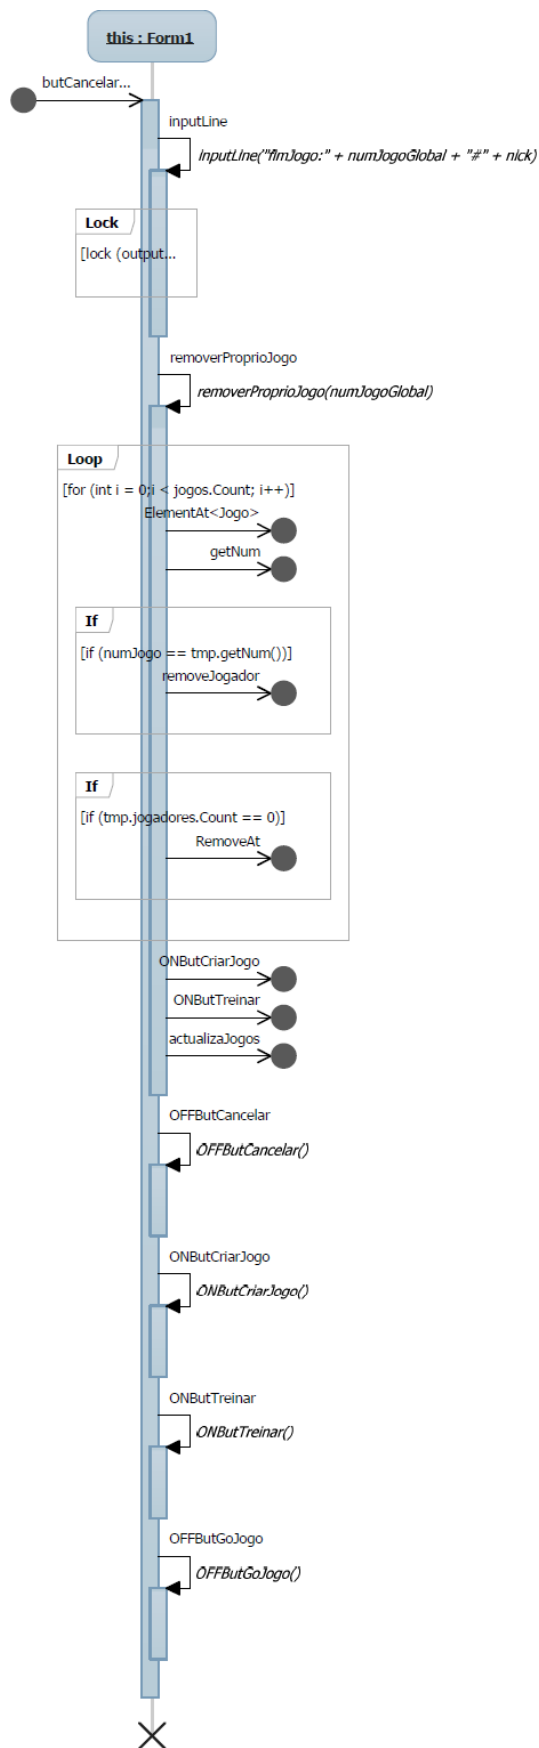 this : Form1
butCancelar...
inputLine
inputLine("fimJogo:" + numJogoGlobal + "#" + nick)
Lock
[lock (output...
removerProprioJogo
removerProprioJogo(numJogoGlobal)
Loop
[for (int i = 0;i < jogos.Count; i++)]
ElementAt<Jogo>
getNum
If
[if (numJogo == tmp.getNum())]
removeJogador
If
[if (tmp.jogadores.Count == 0)]
RemoveAt
ONButCriarJogo
ONButTreinar
actualizaJogos
OFFButCancelar
OFFButCancelar()
ONButCriarJogo
ONButCriarJogo()
ONButTreinar
ONButTreinar()
OFFButGoJogo
OFFButGoJogo()